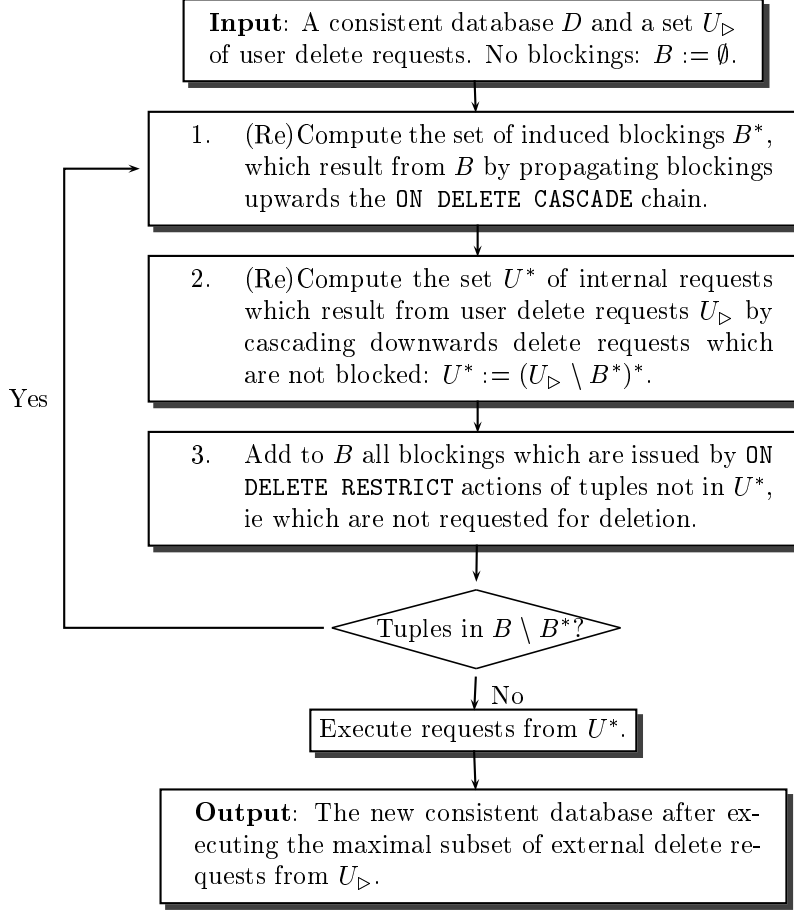 Input: A consistent database D and a set U▷
of user delete requests. No blockings: B := ∅.
1. (Re)Compute the set of induced blockings B*,
which result from B by propagating blockings
upwards the ON DELETE CASCADE chain.
2. (Re)Compute the set U* of internal requests
which result from user delete requests U▷ by
cascading downwards delete requests which
are not blocked: U* := (U▷ \ B*)*.
Yes
3. Add to B all blockings which are issued by ON
DELETE RESTRICT actions of tuples not in U*,
ie which are not requested for deletion.
Tuples in B \ B*?
No
Execute requests from U*.
Output: The new consistent database after ex-
ecuting the maximal subset of external delete re-
quests from U▷.